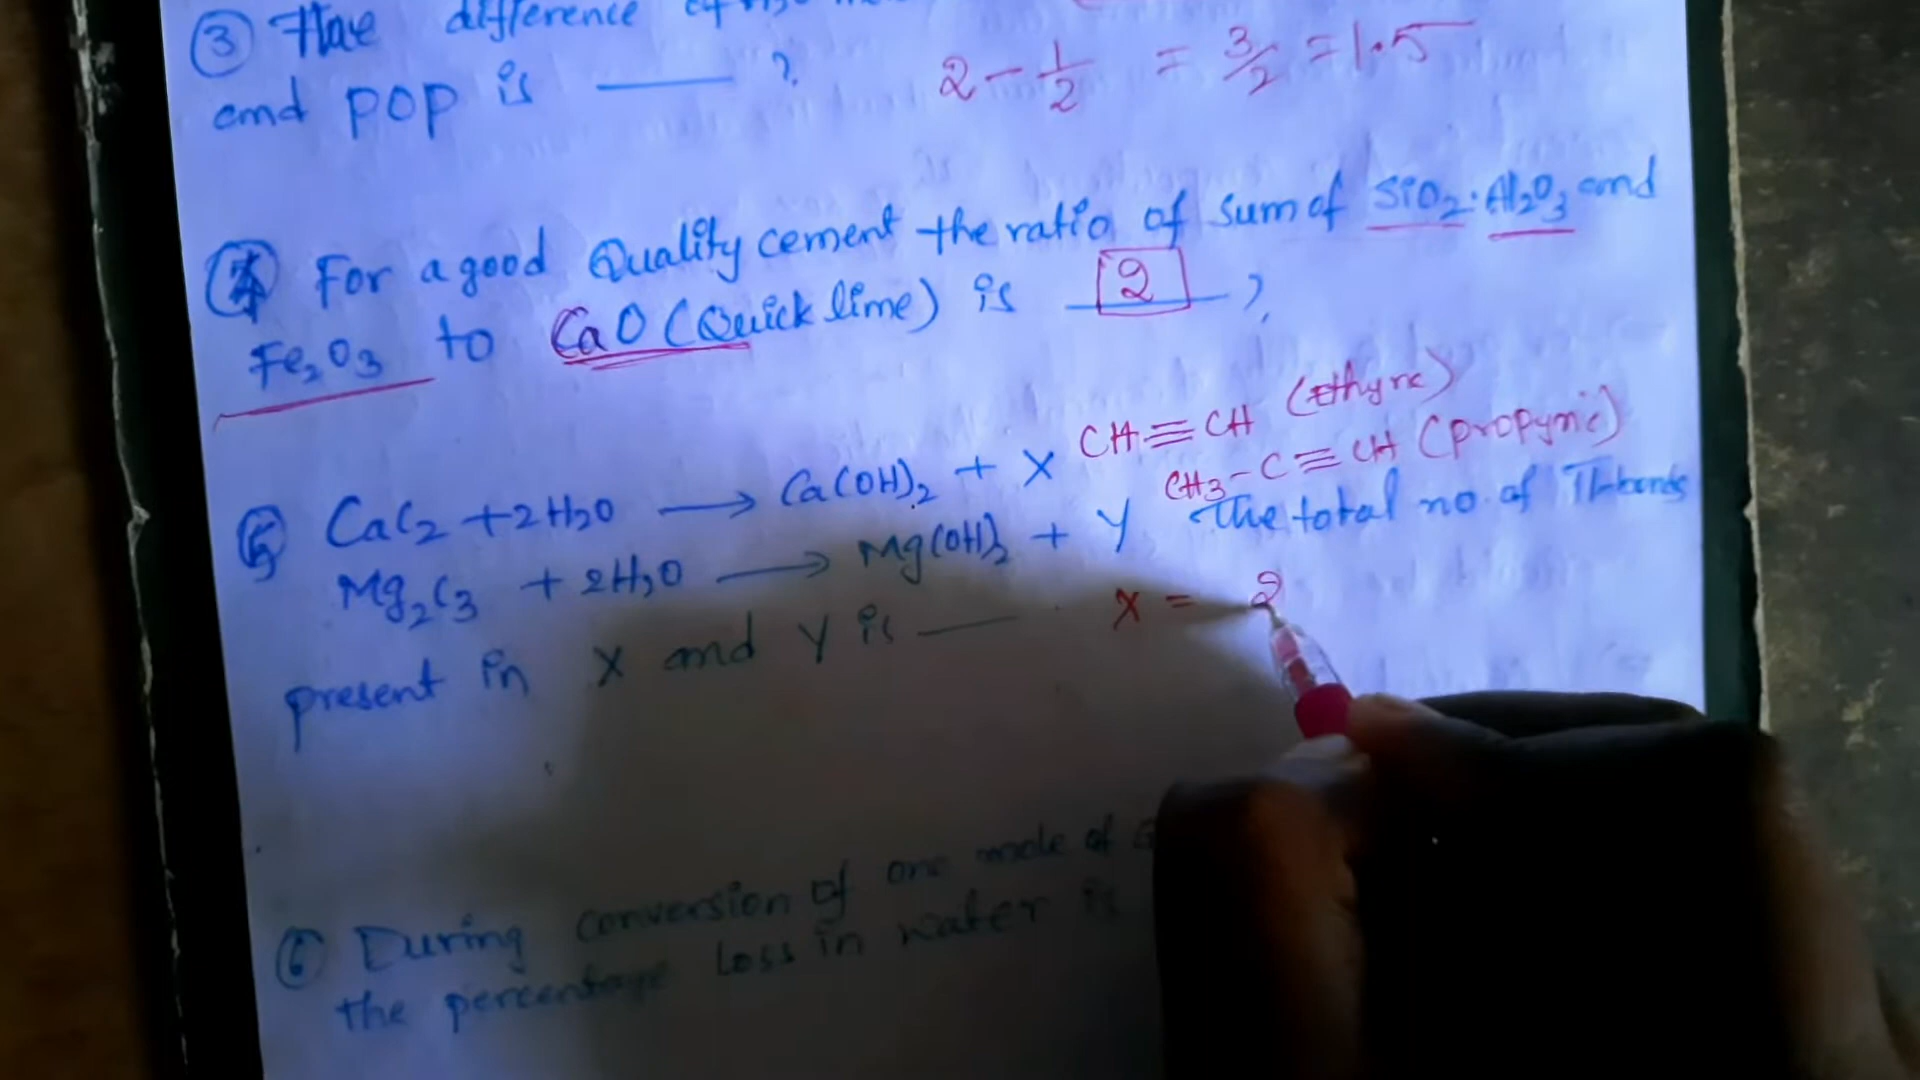 ③ The difference of
and pop is ____ ? 2 - 1/2 = 3/2 = 1.5
④ For a good Quality cement the ratio of sum of SiO₂, Al₂O₃ and
Fe₂O₃ to CaO (Quick lime) is 2 ?
CH≡CH (Ethyne)
⑤ CaC₂ + 2H₂O ⟶ Ca(OH)₂ + X CH₃-C≡CH (propyne)
Mg₂C₃ + 2H₂O ⟶ Mg(OH)₂ + Y The total no of π-bonds
present in X and Y is ____ X = 2
⑥ During conversion of one mole of
the percentage Loss in water is